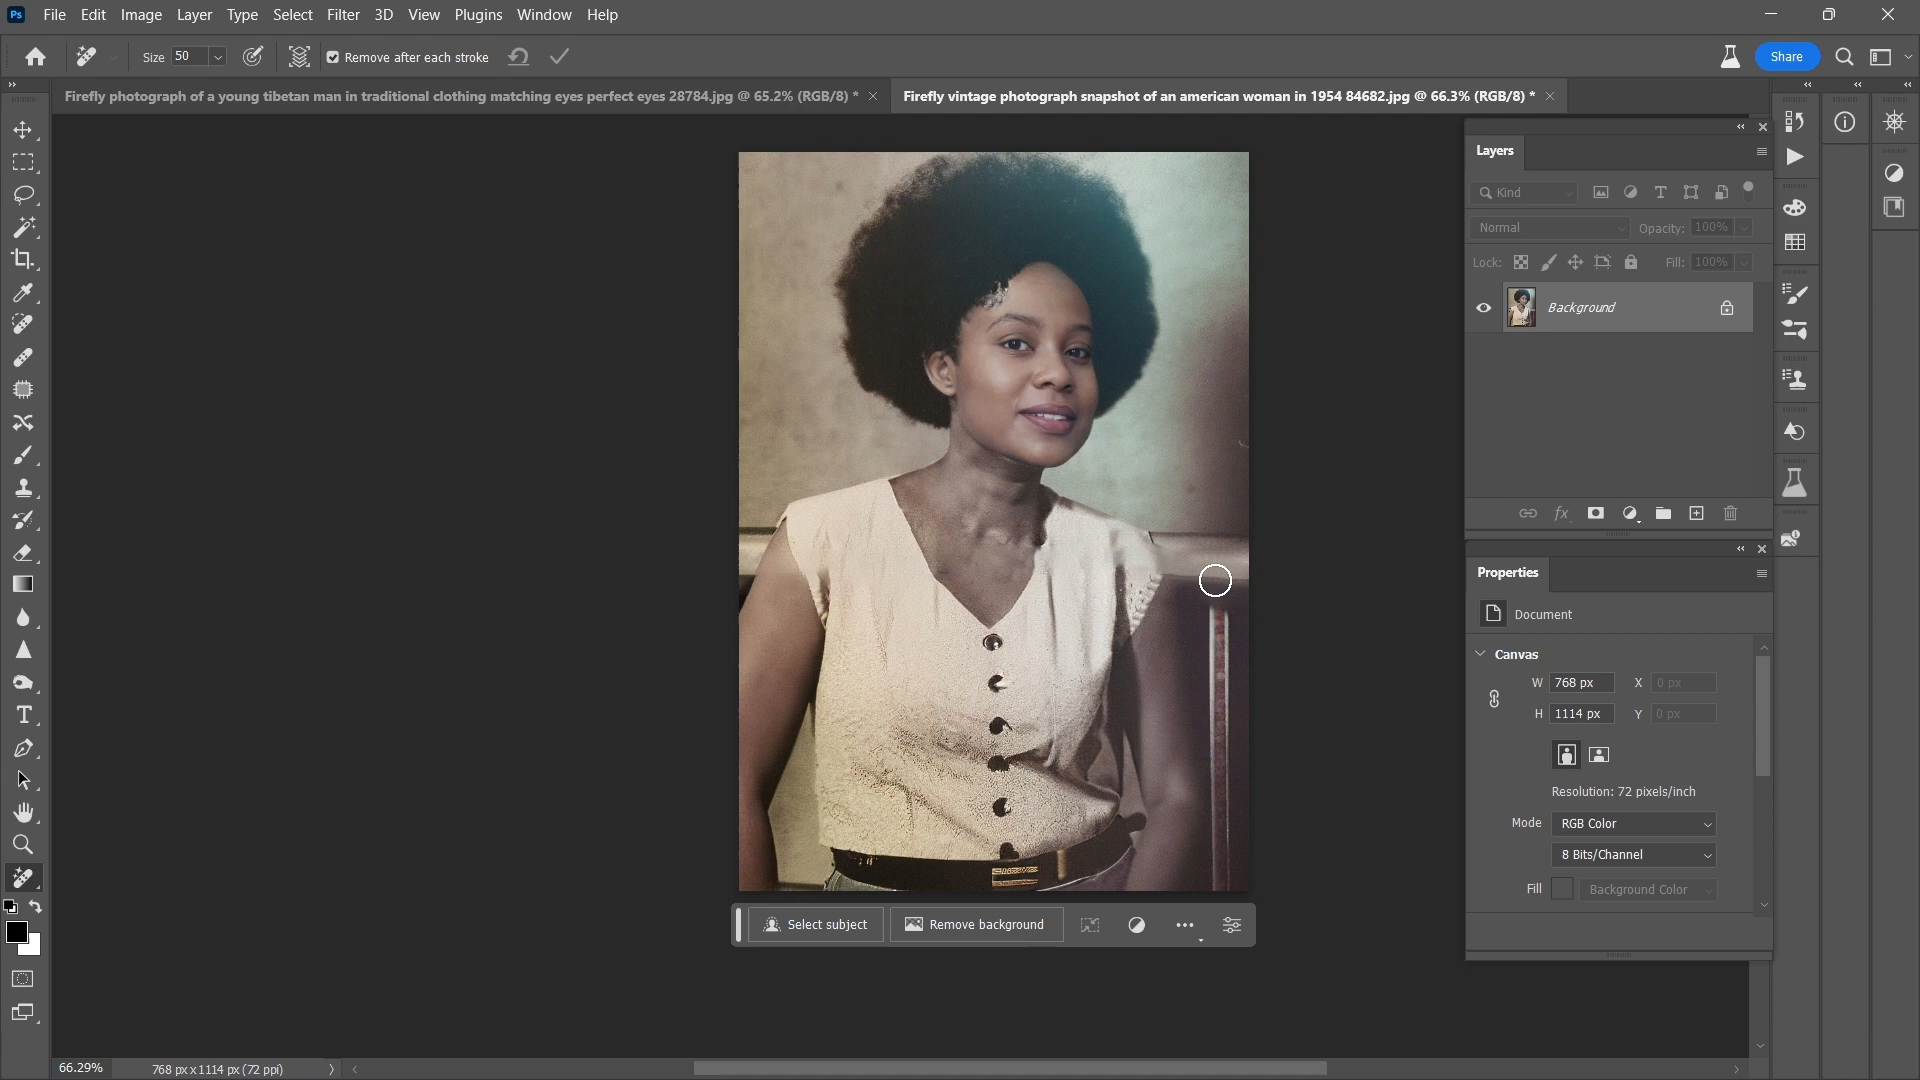 Ps File Edit Image Layer Type Select Filter 3D View Plugins Window Help
Size 50 Remove after each stroke Share
Firefly photograph of a young tibetan man in traditional clothing matching eyes perfect eyes 28784.jpg @ 65.2% (RGB/8) * Firefly vintage photograph snapshot of an american woman in 1954 84682.jpg @ 66.3% (RGB/8) *
Layers
Kind
Normal Opacity: 100%
Lock: Fill: 100%
Background
fx
Properties
Document
Canvas
W 768 px X 0 px
H 1114 px Y 0 px
Resolution: 72 pixels/inch
Mode RGB Color
8 Bits/Channel
Fill Background Color
Select subject Remove background
66.29% 768 px x 1114 px (72 ppi)